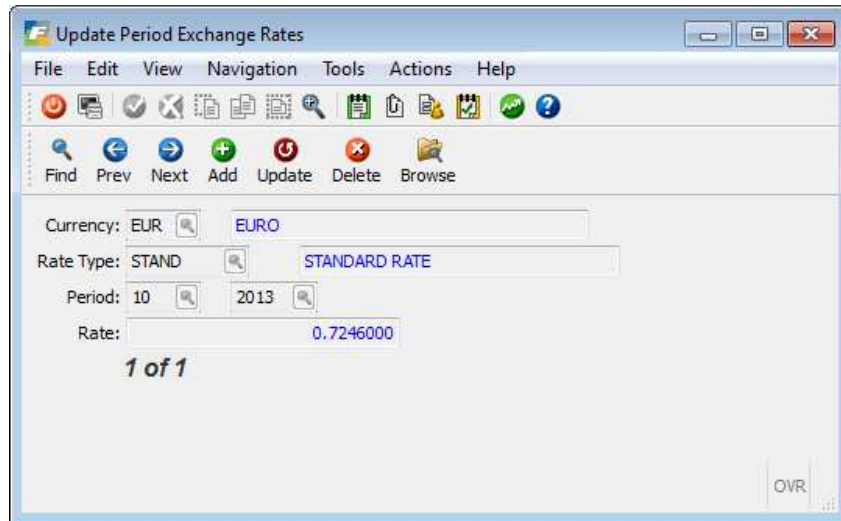 Update Period Exchange Rates
File Edit View Navigation Tools Actions Help
Find Prev Next Add Update Delete Browse
Currency: EUR EURO
Rate Type: STAND STANDARD RATE
Period: 10 2013
Rate: 0.7246000
1 of 1
OVR